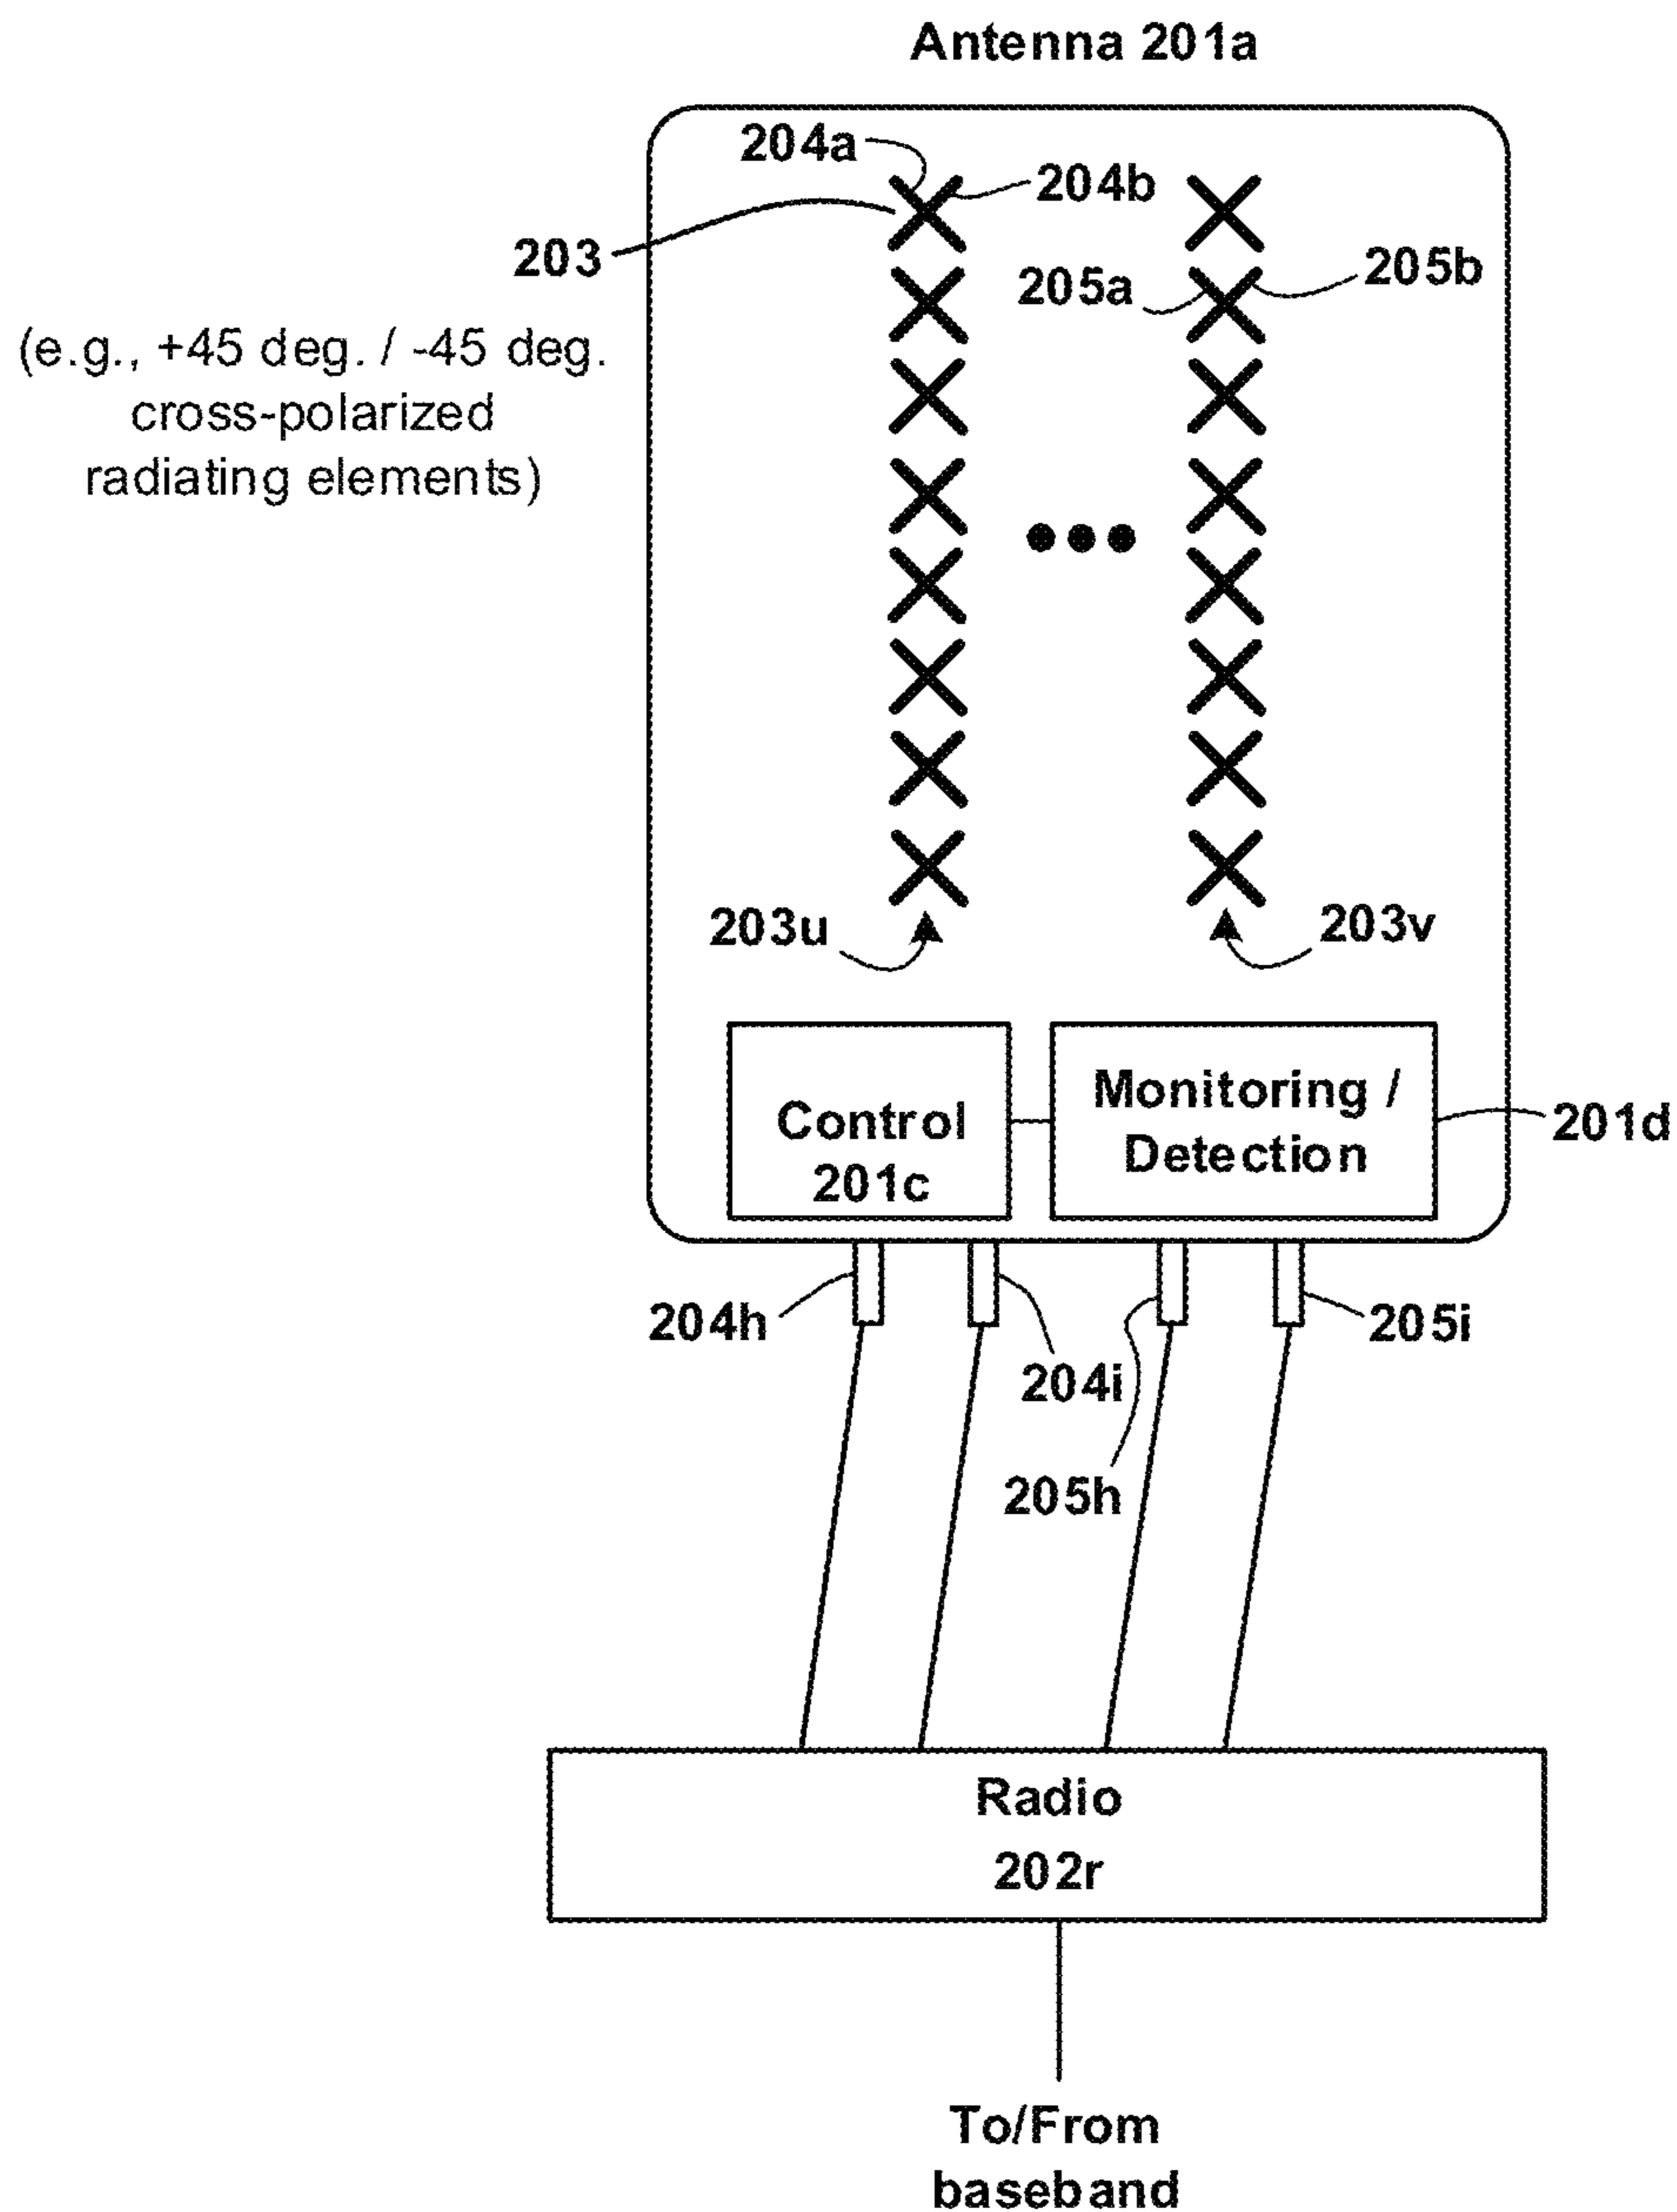 Antenna 201a
204a
204b
203
205a
205b
(e.g., +45 deg. / -45 deg.
cross-polarized
radiating elements)
203u
203v
Control
201c
Monitoring /
Detection
201d
204h
204i
205h
205i
Radio
202r
To/From
baseband